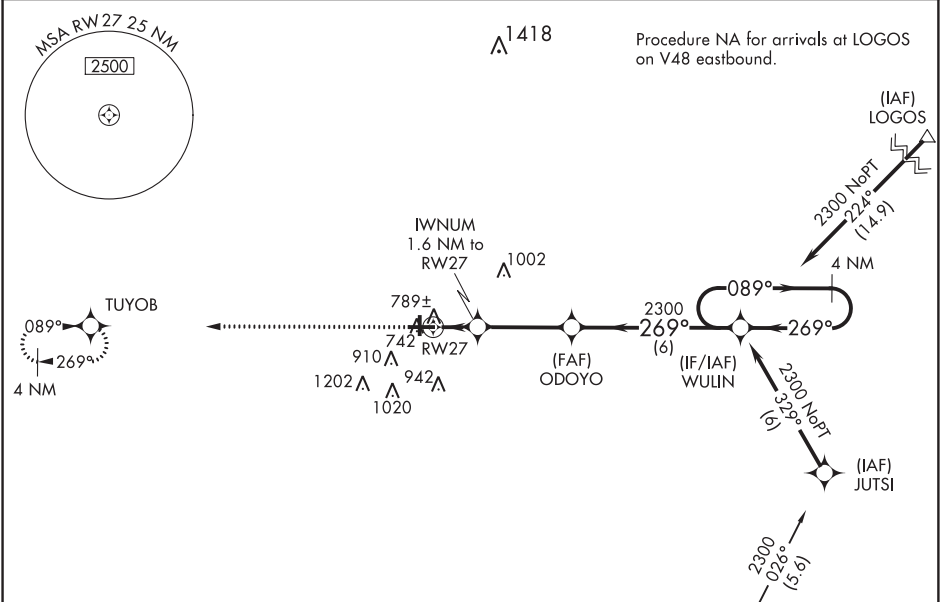 MSA RW27 25 NM
2500
1418
Procedure NA for arrivals at LOGOS
on V48 eastbound.
(IAF)
LOGOS
2300 NoPT
224°
(14.9)
IWNUM
1.6 NM to
RW27
1002
4 NM
089°
269°
TUYOB
089°
269°
4 NM
789±
742
RW27
910
1202
942
1020
2300
269°
(6)
(FAF)
ODOYO
(IF/IAF)
WULIN
2300 NoPT
329°
(6)
(IAF)
JUTSI
2300
026°
(5.6)